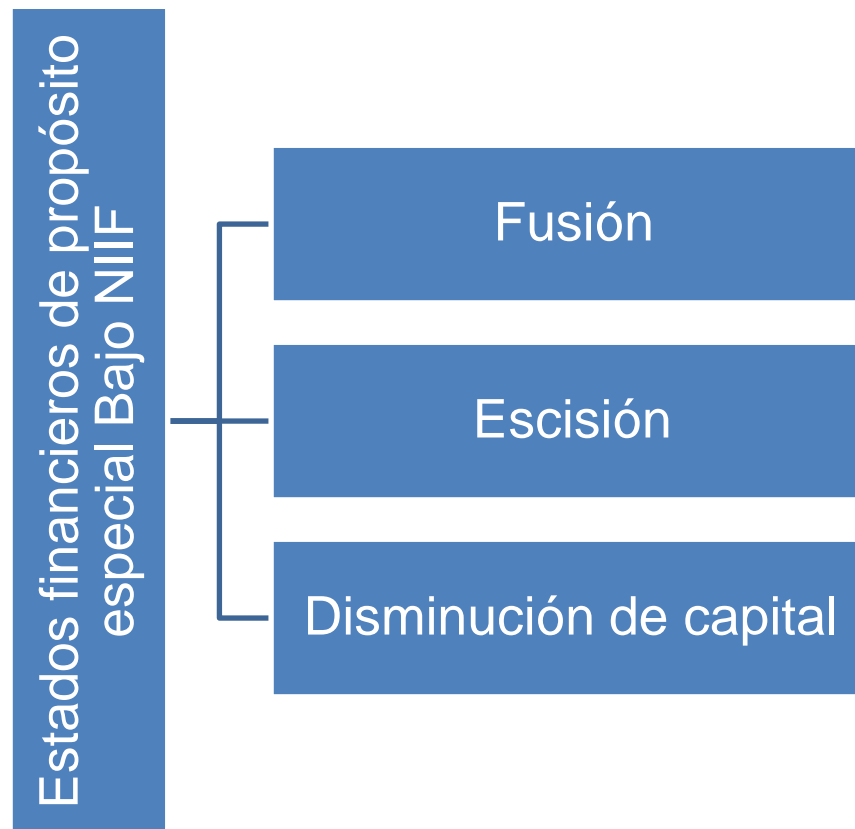 Estados financieros de propósito
especial Bajo NIIF
Fusión
Escisión
Disminución de capital